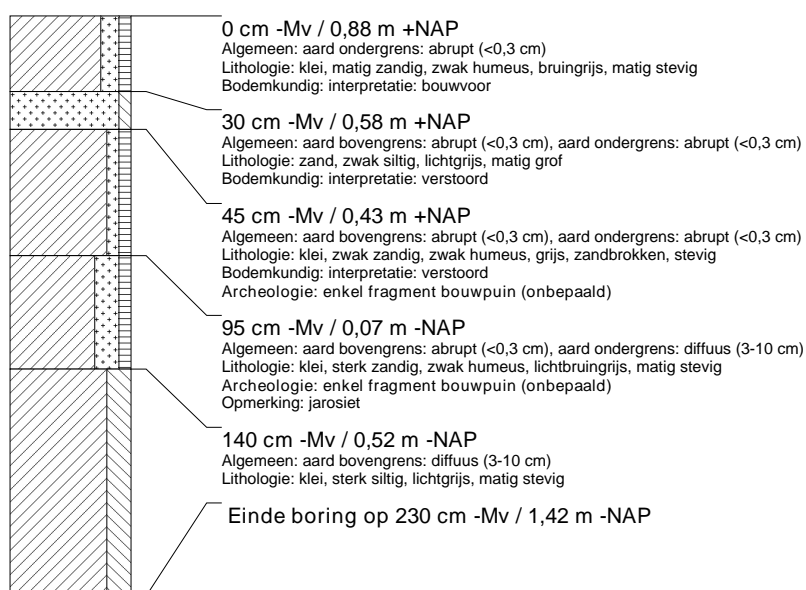 0 cm -Mv / 0,88 m +NAP
Algemeen: aard ondergrens: abrupt (<0,3 cm)
Lithologie: klei, matig zandig, zwak humeus, bruingrijs, matig stevig
Bodemkundig: interpretatie: bouwvoor
30 cm -Mv / 0,58 m +NAP
Algemeen: aard bovengrens: abrupt (<0,3 cm), aard ondergrens: abrupt (<0,3 cm)
Lithologie: zand, zwak siltig, lichtgrijs, matig grof
Bodemkundig: interpretatie: verstoord
45 cm -Mv / 0,43 m +NAP
Algemeen: aard bovengrens: abrupt (<0,3 cm), aard ondergrens: abrupt (<0,3 cm)
Lithologie: klei, zwak zandig, zwak humeus, grijs, zandbrokken, stevig
Bodemkundig: interpretatie: verstoord
Archeologie: enkel fragment bouwpuin (onbepaald)
95 cm -Mv / 0,07 m -NAP
Algemeen: aard bovengrens: abrupt (<0,3 cm), aard ondergrens: diffuus (3-10 cm)
Lithologie: klei, sterk zandig, zwak humeus, lichtbruingrijs, matig stevig
Archeologie: enkel fragment bouwpuin (onbepaald)
Opmerking: jarosiet
140 cm -Mv / 0,52 m -NAP
Algemeen: aard bovengrens: diffuus (3-10 cm)
Lithologie: klei, sterk siltig, lichtgrijs, matig stevig
Einde boring op 230 cm -Mv / 1,42 m -NAP